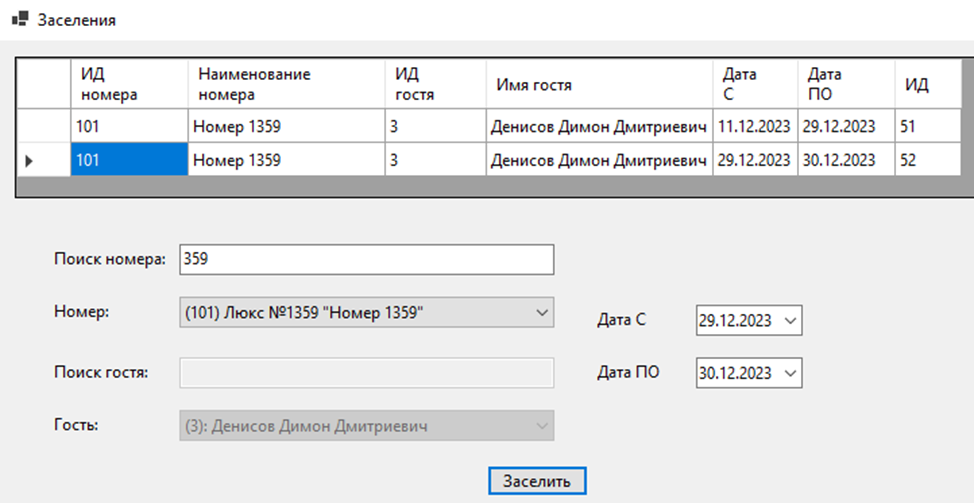 Заселения
ИД номера Наименование номера ИД гостя Имя гостя Дата С Дата ПО ИД
101 Номер 1359 3 Денисов Димон Дмитриевич 11.12.2023 29.12.2023 51
101 Номер 1359 3 Денисов Димон Дмитриевич 29.12.2023 30.12.2023 52
Поиск номера: 359
Номер: (101) Люкс №1359 "Номер 1359" Дата С 29.12.2023
Поиск гостя: Дата ПО 30.12.2023
Гость: (3): Денисов Димон Дмитриевич
Заселить